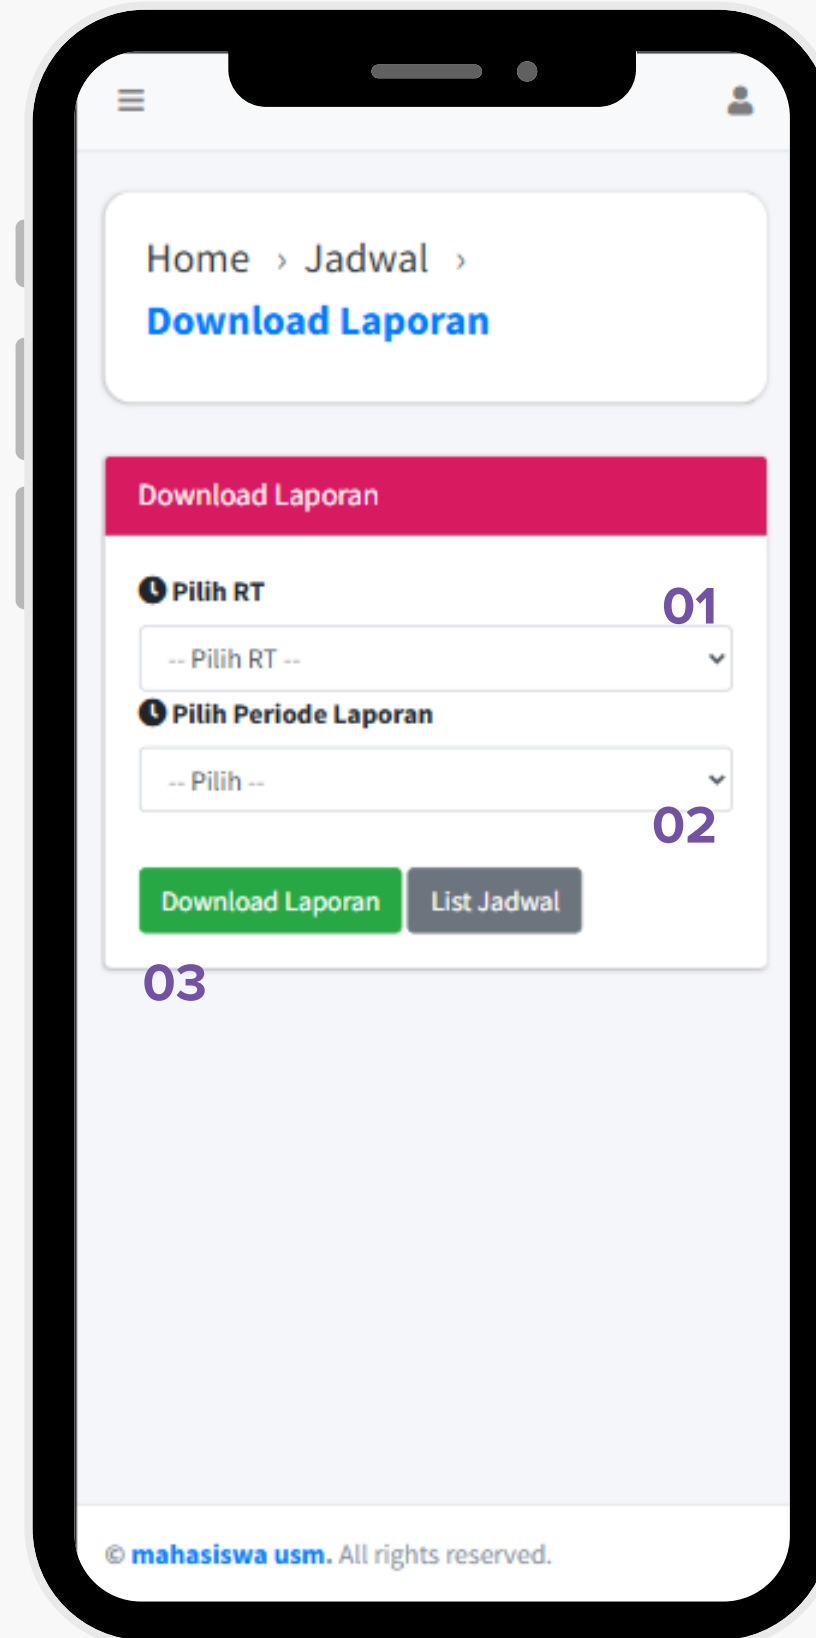 Home › Jadwal ›
Download Laporan
Download Laporan
Pilih RT
01
-- Pilih RT --
Pilih Periode Laporan
-- Pilih --
02
Download Laporan List Jadwal
03
© mahasiswa usm. All rights reserved.